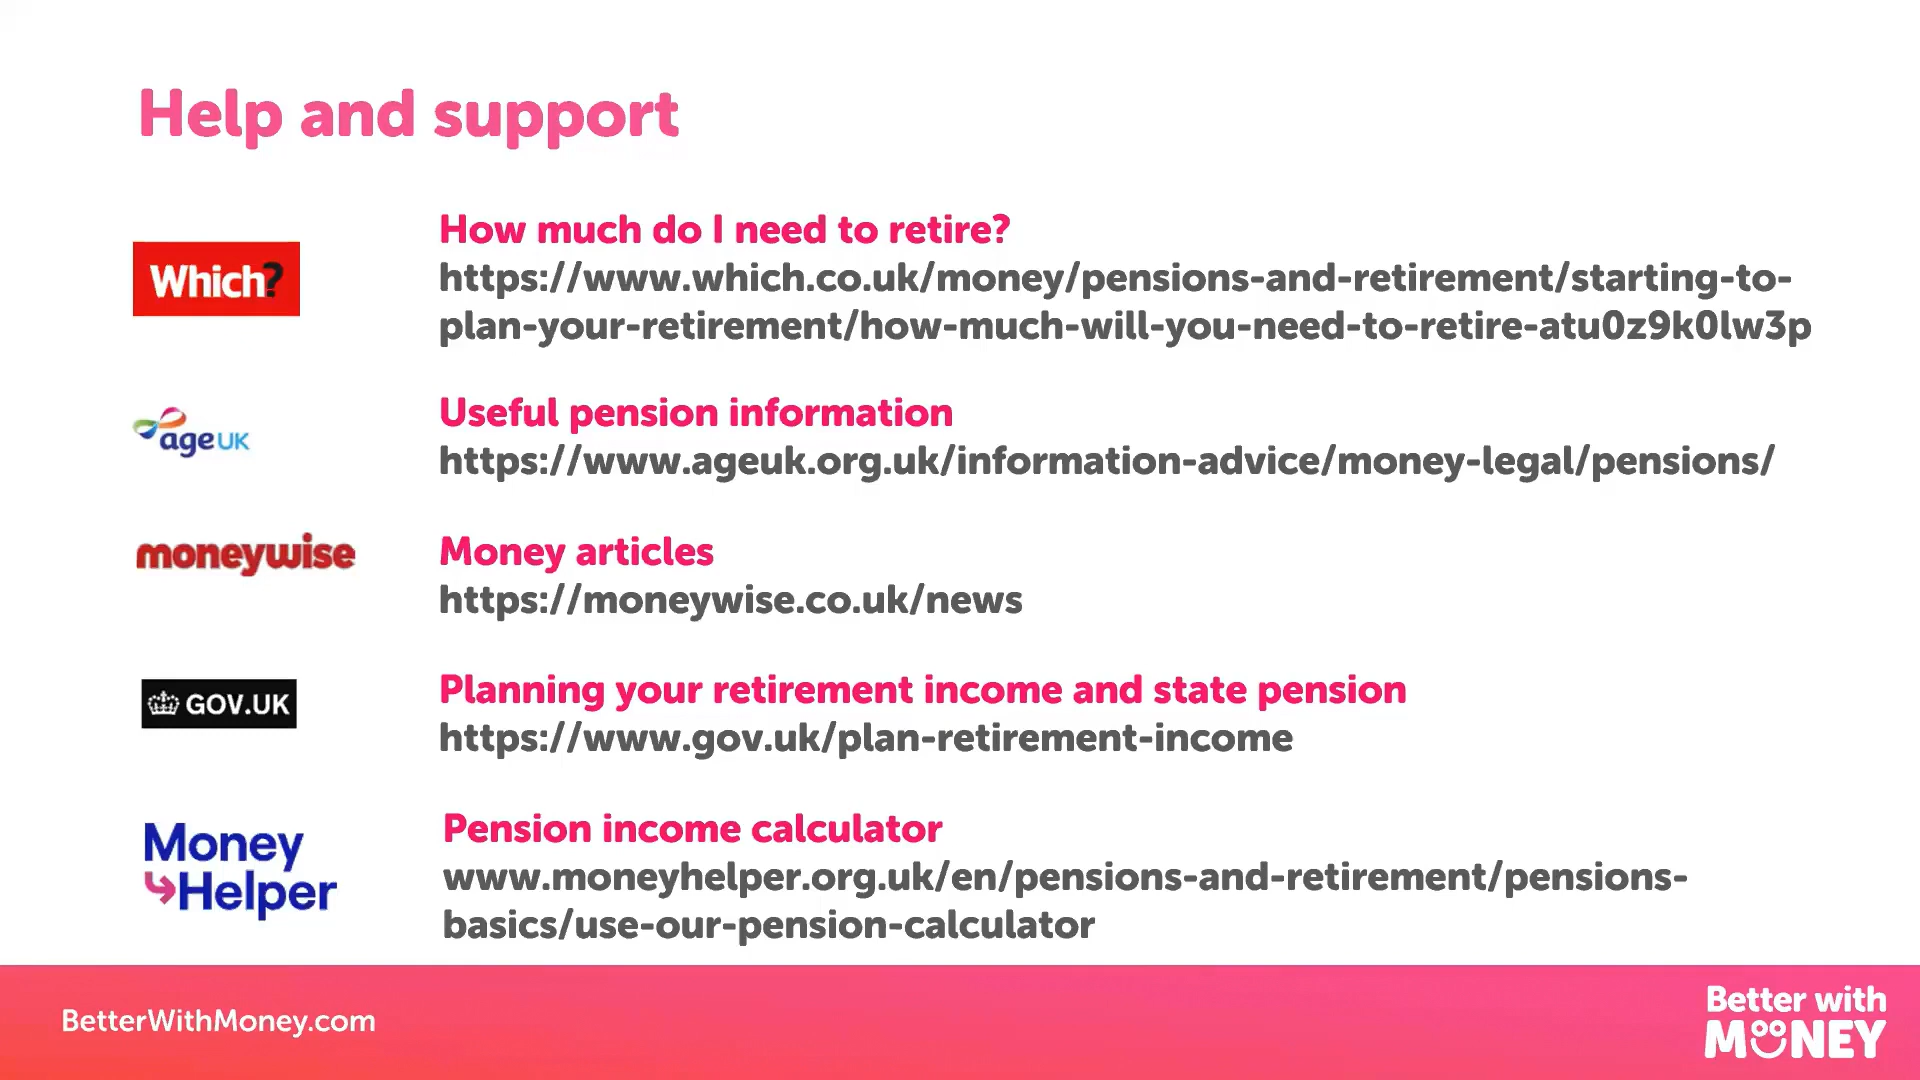 Help and support
Which?
How much do I need to retire?
https://www.which.co.uk/money/pensions-and-retirement/starting-to-
plan-your-retirement/how-much-will-you-need-to-retire-atu0z9k0lw3p
ageUK
Useful pension information
https://www.ageuk.org.uk/information-advice/money-legal/pensions/
moneywise
Money articles
https://moneywise.co.uk/news
GOV.UK
Planning your retirement income and state pension
https://www.gov.uk/plan-retirement-income
Money
Helper
Pension income calculator
www.moneyhelper.org.uk/en/pensions-and-retirement/pensions-
basics/use-our-pension-calculator
BetterWithMoney.com
Better with
MONEY